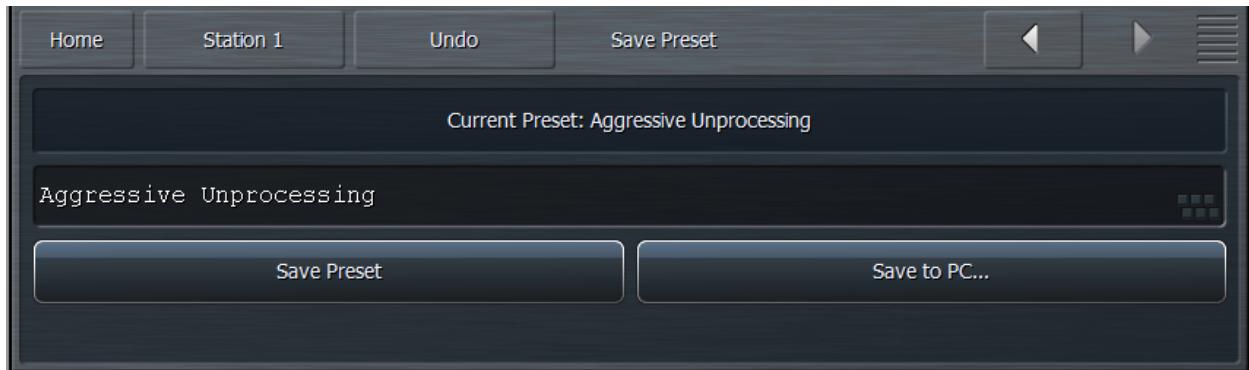 Home Station 1 Undo Save Preset
Current Preset: Aggressive Unprocessing
Aggressive Unprocessing
Save Preset Save to PC...